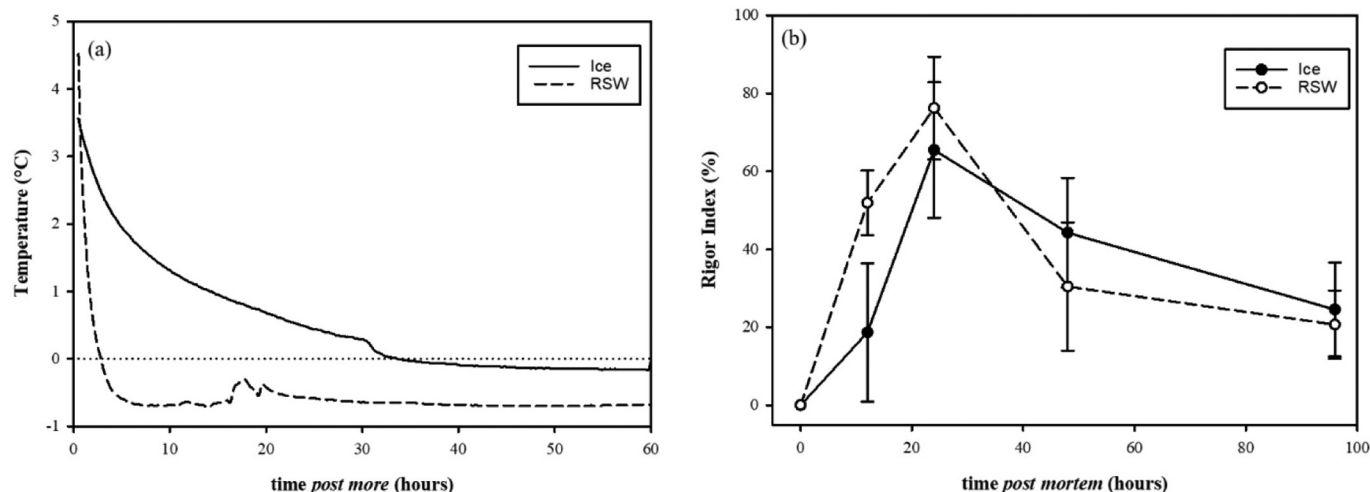 (a)
Ice
RSW
Temperature (°C)
5
4
3
2
1
0
-1
0 10 20 30 40 50 60
time post more (hours)
(b)
Ice
RSW
Rigor Index (%)
100
80
60
40
20
0
0 20 40 60 80 100
time post mortem (hours)